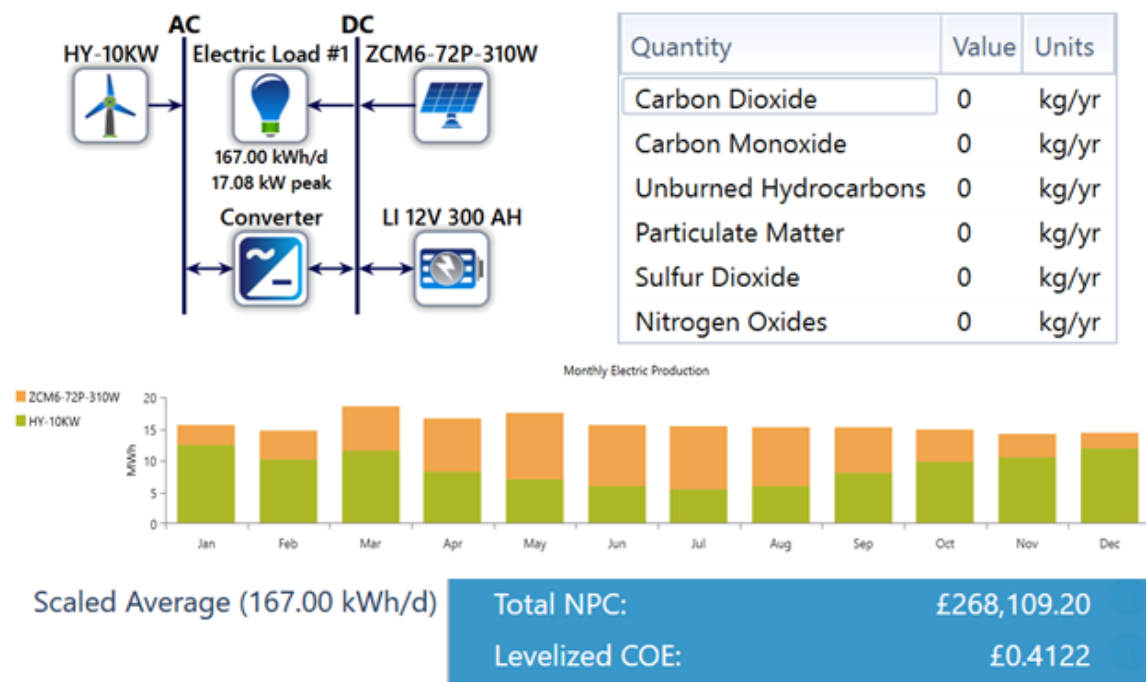 AC DC
HY-10KW Electric Load #1 ZCM6-72P-310W
167.00 kWh/d
17.08 kW peak
Converter LI 12V 300 AH
Quantity Value Units
Carbon Dioxide 0 kg/yr
Carbon Monoxide 0 kg/yr
Unburned Hydrocarbons 0 kg/yr
Particulate Matter 0 kg/yr
Sulfur Dioxide 0 kg/yr
Nitrogen Oxides 0 kg/yr
Monthly Electric Production
ZCM6-72P-310W
HY-10KW
MWh
20
15
10
5
0
Jan Feb Mar Apr May Jun Jul Aug Sep Oct Nov Dec
Scaled Average (167.00 kWh/d)
Total NPC: £268,109.20
Levelized COE: £0.4122